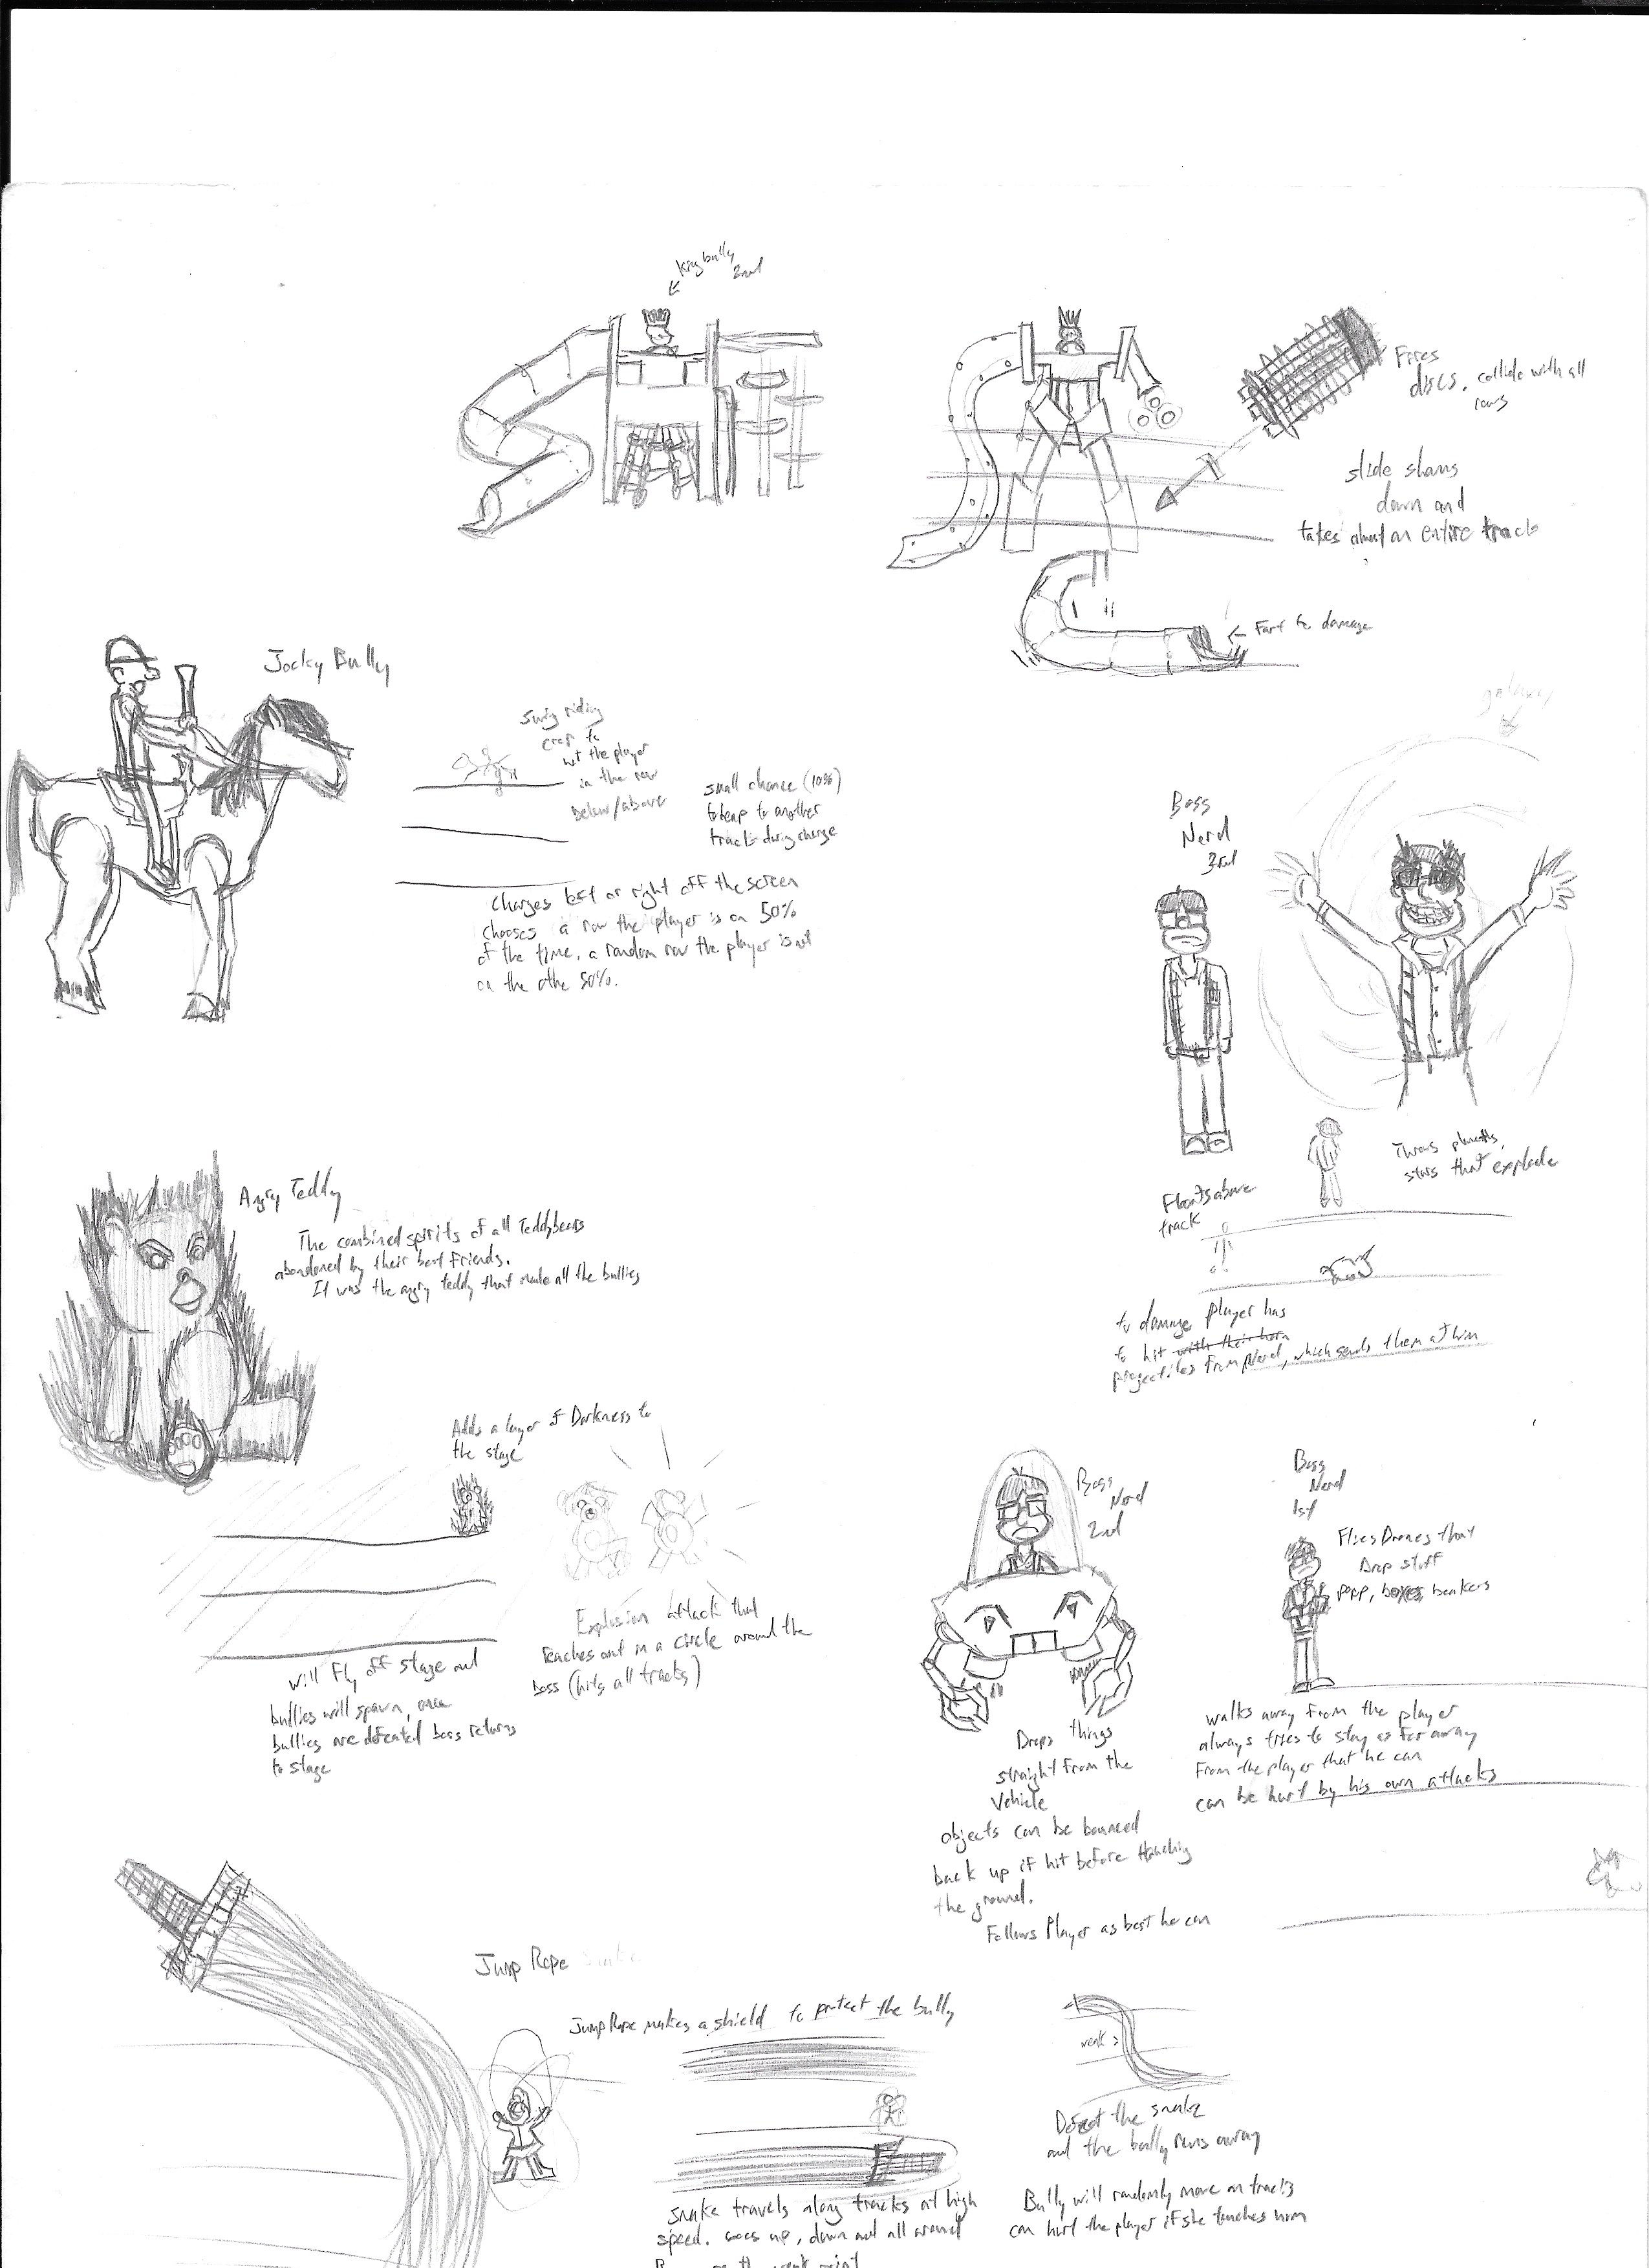 King bully
2nd
Fires
discs, collide with all
rows
slide slams
down and
takes almost an entire track
← Fart to damage
Jocky Bully
Swing riding
crop to
hit the player
in the row
below/above
small chance (10%)
to leap to another
track during charge
Charges left or right off the screen
chooses a row the player is on 50%
of the time, a random row the player is not
on the othe 50%.
galaxy
Boss
Nerd
3rd
Throws planets,
stars that explode
Floats above
track
to damage player has
to hit with their horn
projectiles from Nerd, which sends them at him
Angry Teddy
The combined spirits of all Teddybears
abandoned by their best friends.
It was the angry teddy that made all the bullies
Adds a layer of Darkness to
the stage
Explosion attack that
reaches out in a circle around the
boss (hits all tracks)
will fly off stage and
bullies will spawn, once
bullies are defeated boss returns
to stage
Boss
Nerd
2nd
Drops things
straight from the
Vehicle
objects can be bounced
back up if hit before touching
the ground.
Follows Player as best he can
Boss
Nerd
1st
Flies Drones that
Drop stuff
poop, boxes, beakers
walks away from the player
always tries to stay as far away
from the player that he can
can be hurt by his own attacks
Jump Rope Snake
Jump Rope makes a shield to protect the bully
weak >
Defeat the snake
and the bully runs away
snake travels along tracks at high
speed. Goes up, down and all around
the weak point
Bully will randomly move on tracks
can hurt the player if she touches him